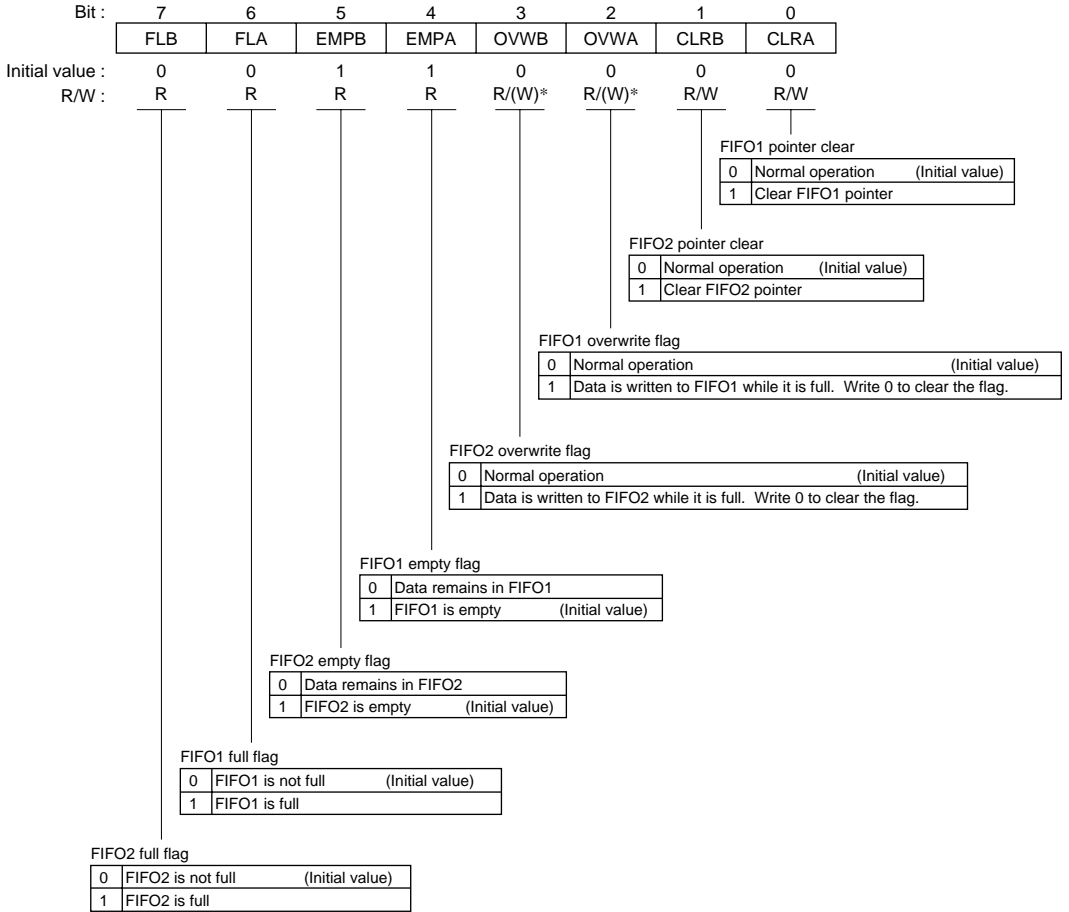 Bit : 7 6 5 4 3 2 1 0
FLB FLA EMPB EMPA OVWB OVWA CLRB CLRA
Initial value : 0 0 1 1 0 0 0 0
R/W : R R R R R/(W)* R/(W)* R/W R/W
FIFO1 pointer clear
0 Normal operation (Initial value)
1 Clear FIFO1 pointer
FIFO2 pointer clear
0 Normal operation (Initial value)
1 Clear FIFO2 pointer
FIFO1 overwrite flag
0 Normal operation (Initial value)
1 Data is written to FIFO1 while it is full. Write 0 to clear the flag.
FIFO2 overwrite flag
0 Normal operation (Initial value)
1 Data is written to FIFO2 while it is full. Write 0 to clear the flag.
FIFO1 empty flag
0 Data remains in FIFO1
1 FIFO1 is empty (Initial value)
FIFO2 empty flag
0 Data remains in FIFO2
1 FIFO2 is empty (Initial value)
FIFO1 full flag
0 FIFO1 is not full (Initial value)
1 FIFO1 is full
FIFO2 full flag
0 FIFO2 is not full (Initial value)
1 FIFO2 is full